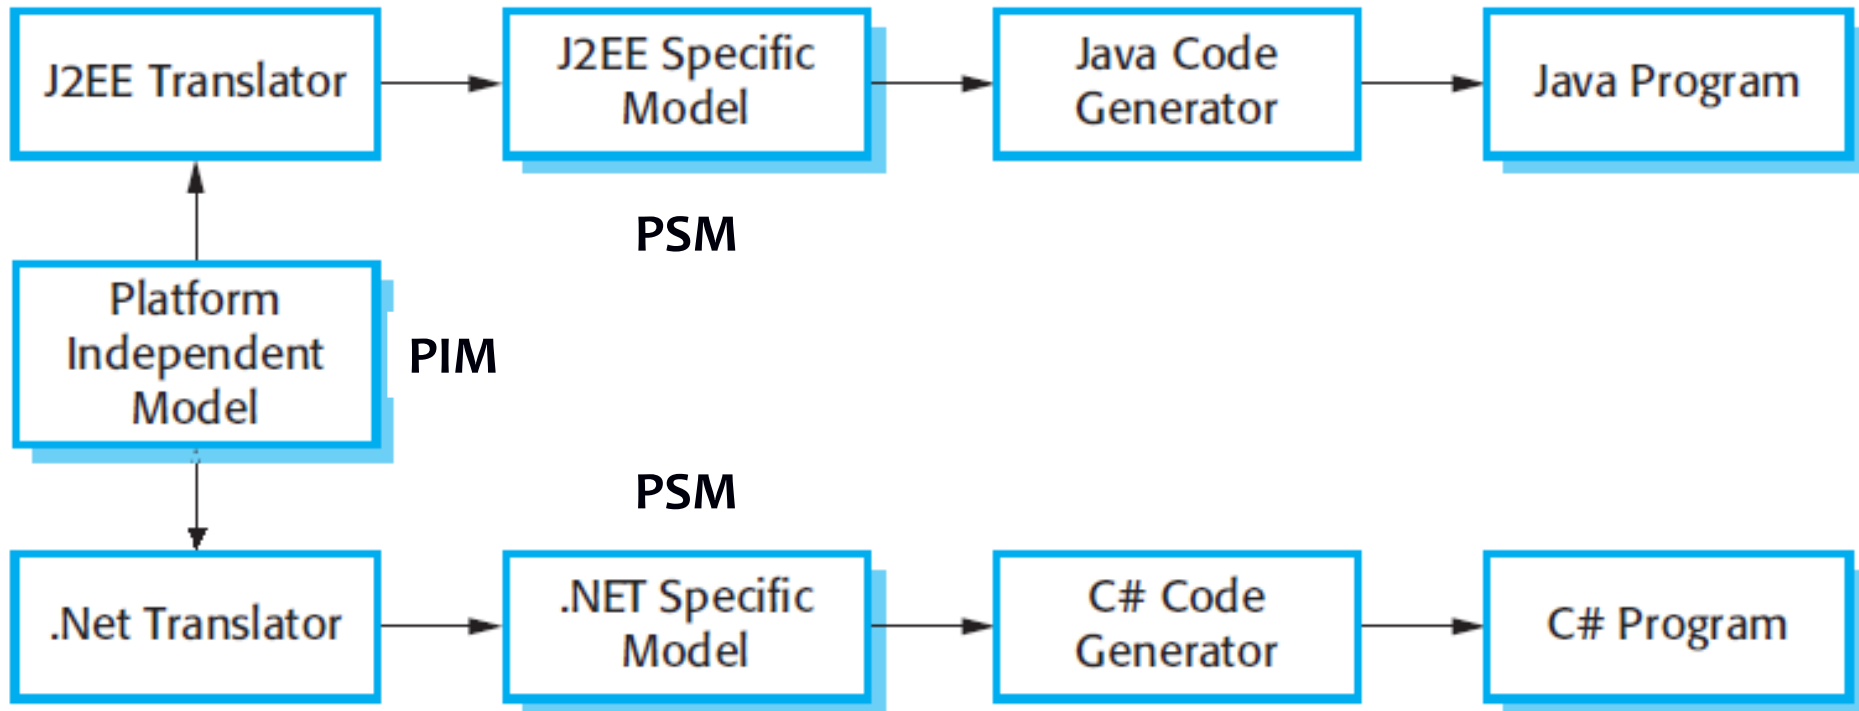 J2EE Translator
J2EE Specific
Model
Java Code
Generator
Java Program
PSM
Platform
Independent
Model
PIM
PSM
.Net Translator
.NET Specific
Model
C# Code
Generator
C# Program